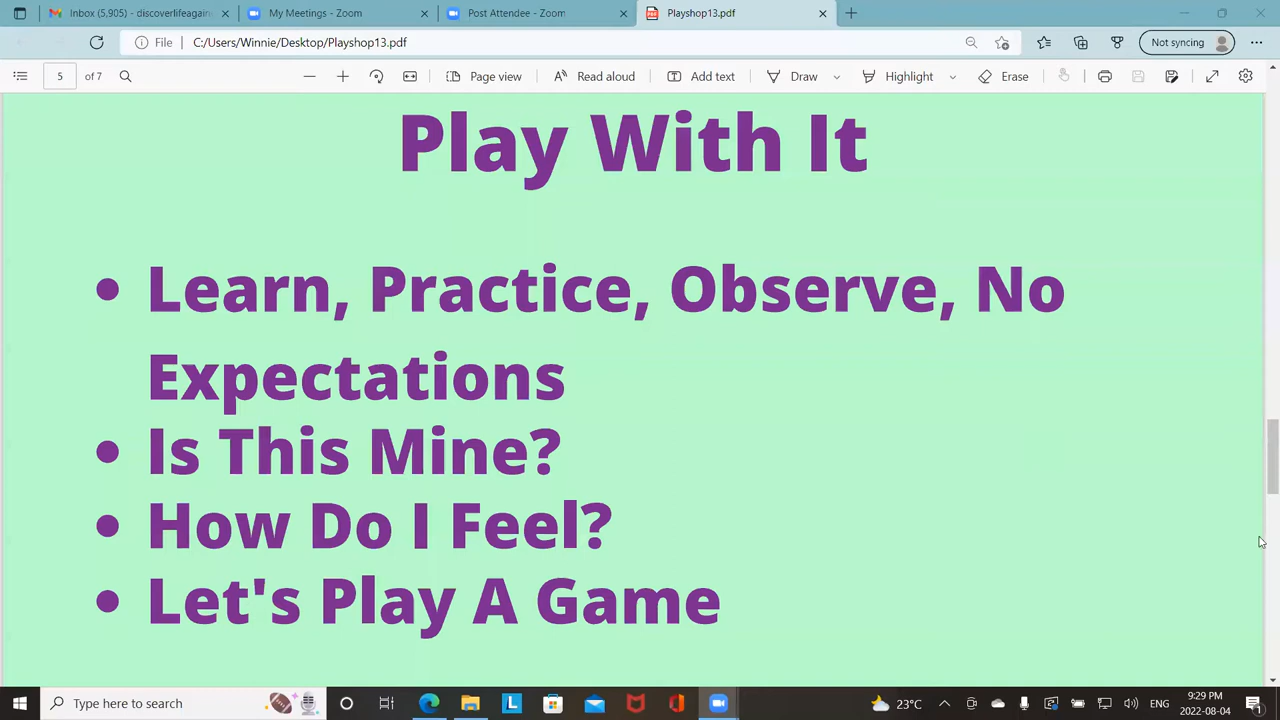 Inbox (5,905) - discoverlifeagain
My Meetings - Zoom
Post Attendee - Zoom
Playshop13.pdf
File
C:/Users/Winnie/Desktop/Playshop13.pdf
Not syncing
5 of 7
Page view
Read aloud
Add text
Draw
Highlight
Erase
Play With It
• Learn, Practice, Observe, No
Expectations
• Is This Mine?
• How Do I Feel?
• Let's Play A Game
Type here to search
L
23°C
9:29 PM
2022-08-04
1